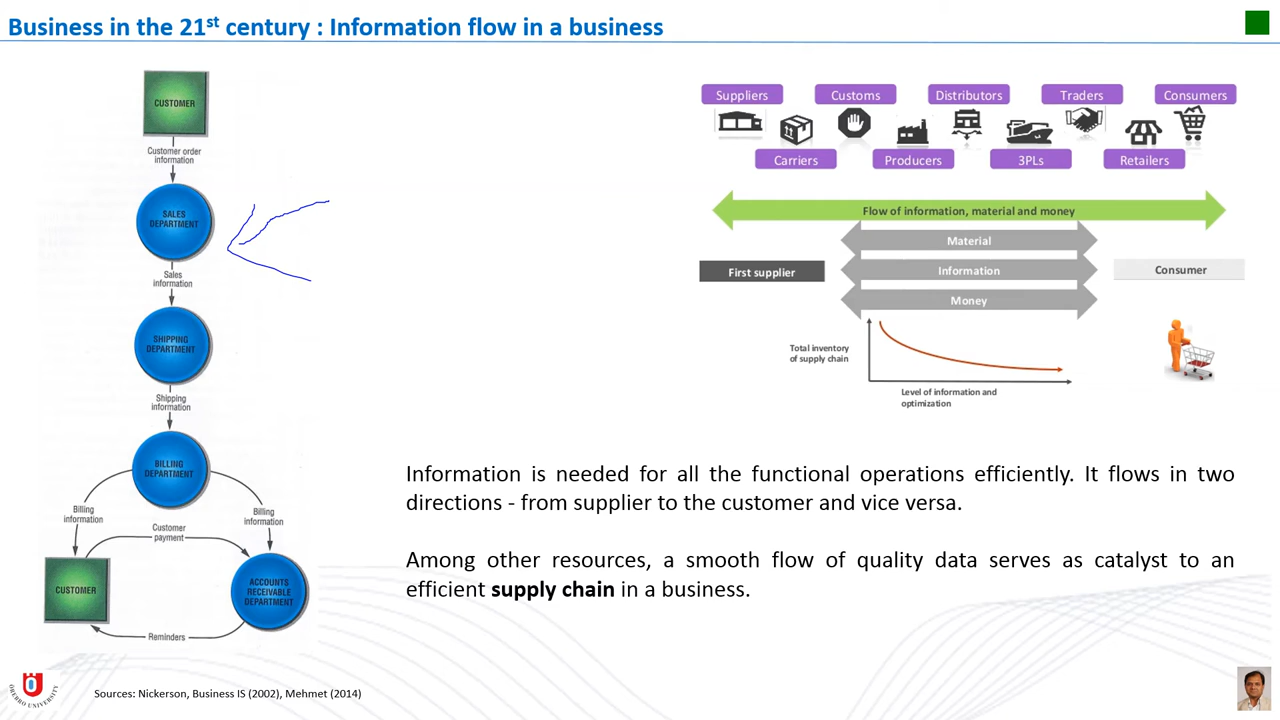 Business in the 21st century : Information flow in a business
CUSTOMER
Customer order
information
SALES
DEPARTMENT
Sales
information
SHIPPING
DEPARTMENT
Shipping
information
BILLING
DEPARTMENT
Billing
information
Billing
information
Customer
payment
CUSTOMER
ACCOUNTS
RECEIVABLE
DEPARTMENT
Reminders
Suppliers
Customs
Distributors
Traders
Consumers
Carriers
Producers
3PLs
Retailers
Flow of information, material and money
Material
First supplier
Information
Consumer
Money
Total inventory
of supply chain
Level of information and
optimization
Information is needed for all the functional operations efficiently. It flows in two
directions - from supplier to the customer and vice versa.
Among other resources, a smooth flow of quality data serves as catalyst to an
efficient supply chain in a business.
ÖREBRO UNIVERSITY
Sources: Nickerson, Business IS (2002), Mehmet (2014)